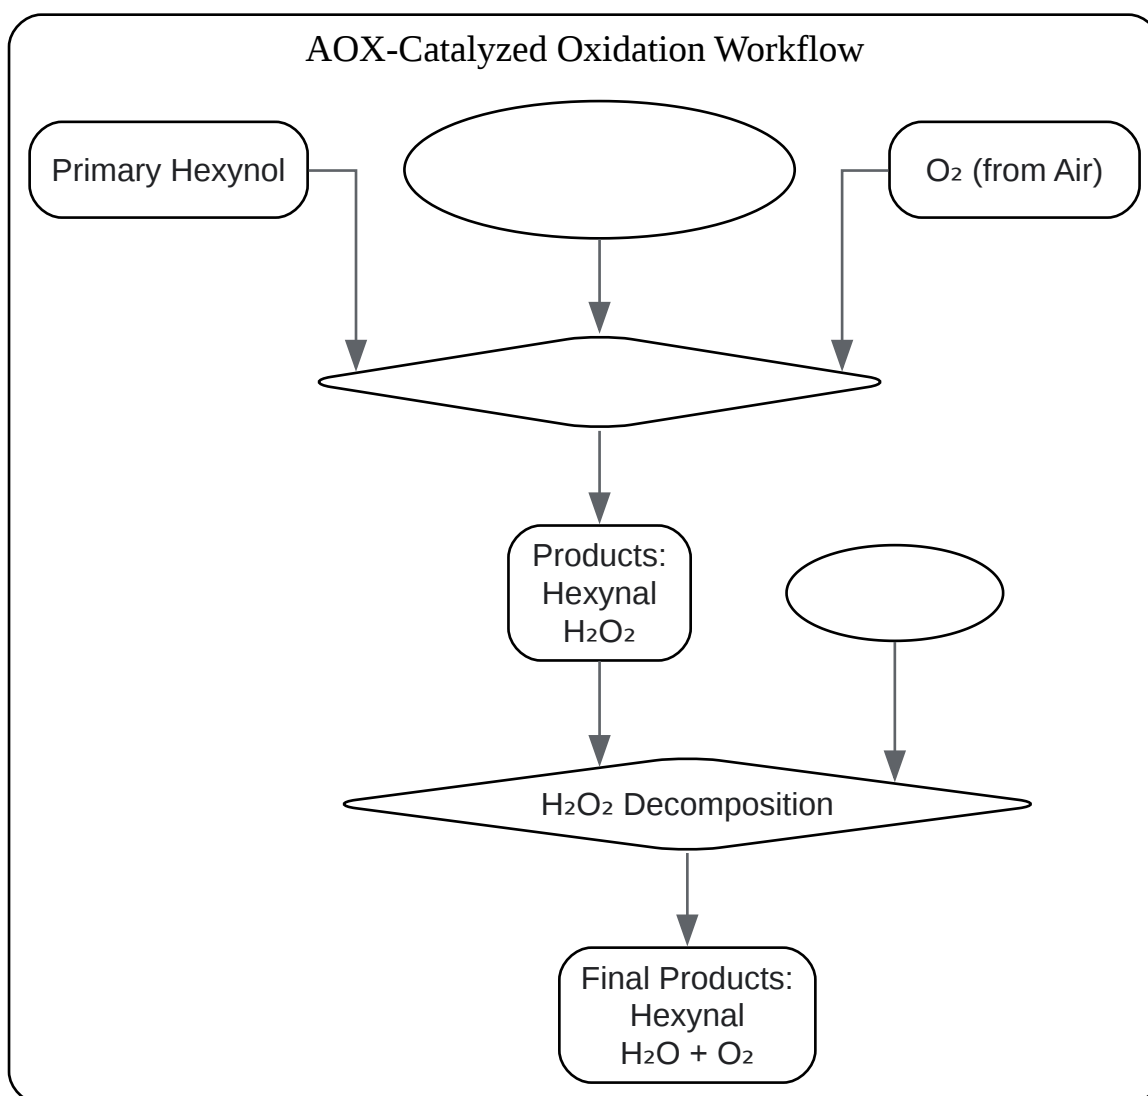 AOX-Catalyzed Oxidation Workflow
Primary Hexynol
O₂ (from Air)
Products:
Hexynal
H₂O₂
H₂O₂ Decomposition
Final Products:
Hexynal
H₂O + O₂